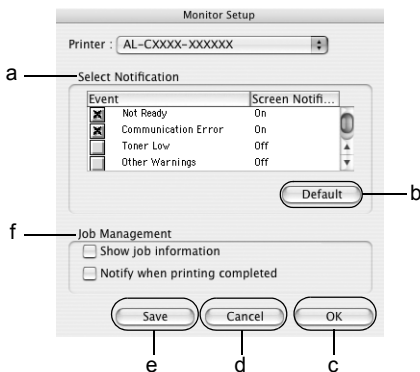 Monitor Setup
Printer : AL-CXXXX-XXXXXX
a
Select Notification
Event Screen Notifi...
Not Ready On
Communication Error On
Toner Low Off
Other Warnings Off
Default b
f
Job Management
Show job information
Notify when printing completed
Save Cancel OK
e d c